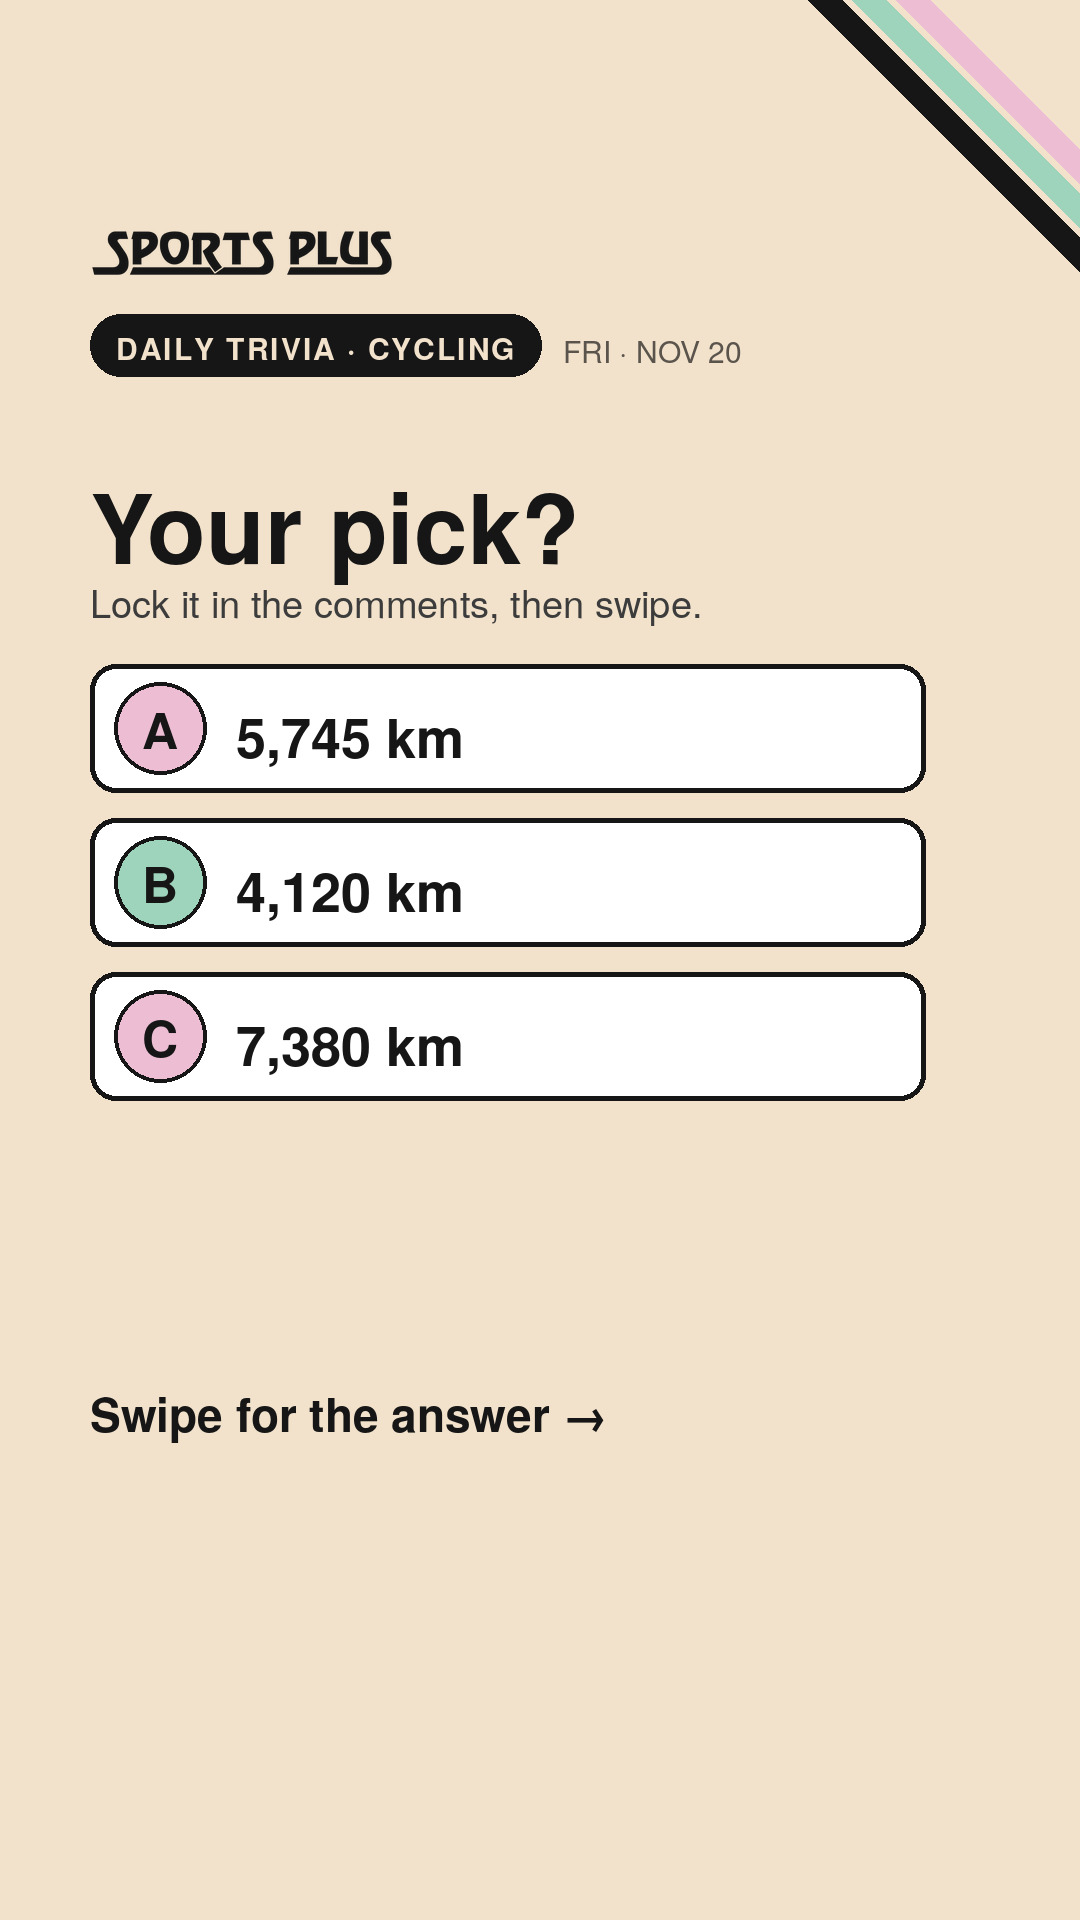 SPORTS PLUS
DAILY TRIVIA · CYCLING
FRI · NOV 20
Your pick?
Lock it in the comments, then swipe.
A 5,745 km
B 4,120 km
C 7,380 km
Swipe for the answer →